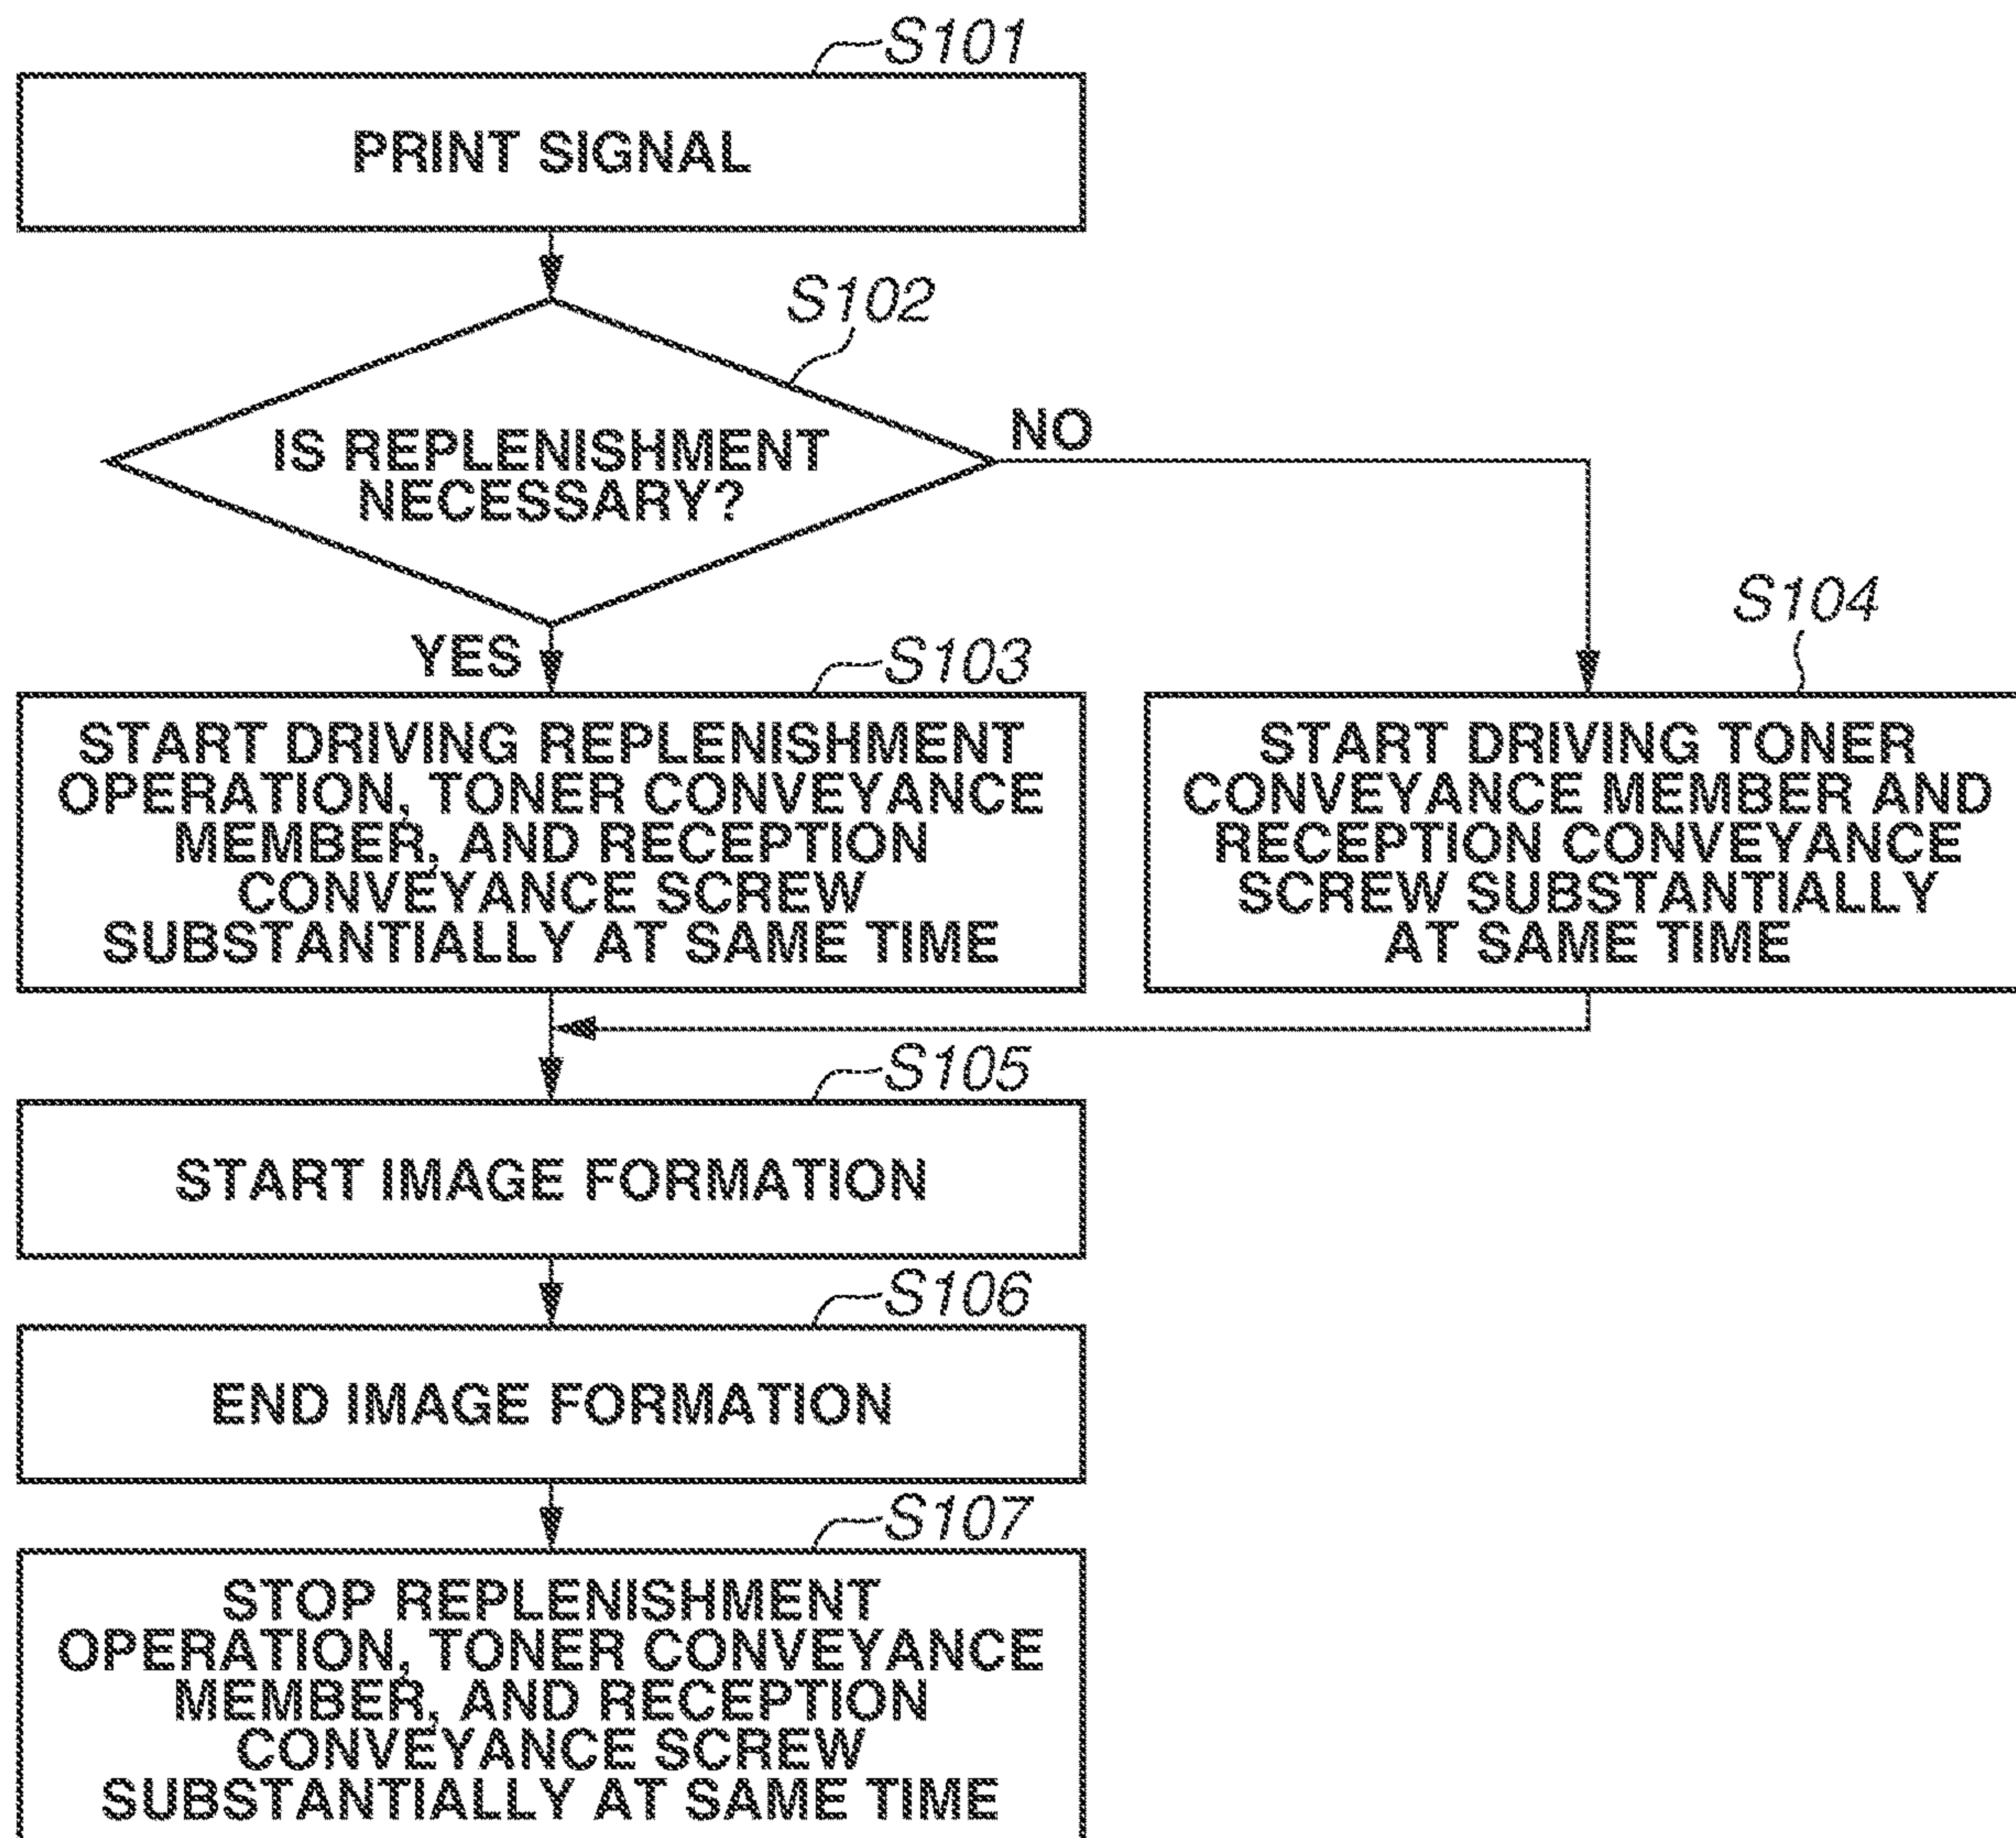 S101
PRINT SIGNAL
S102
IS REPLENISHMENT
NECESSARY?
NO
YES
S103
START DRIVING REPLENISHMENT
OPERATION, TONER CONVEYANCE
MEMBER, AND RECEPTION
CONVEYANCE SCREW
SUBSTANTIALLY AT SAME TIME
S104
START DRIVING TONER
CONVEYANCE MEMBER AND
RECEPTION CONVEYANCE
SCREW SUBSTANTIALLY
AT SAME TIME
S105
START IMAGE FORMATION
S106
END IMAGE FORMATION
S107
STOP REPLENISHMENT
OPERATION, TONER CONVEYANCE
MEMBER, AND RECEPTION
CONVEYANCE SCREW
SUBSTANTIALLY AT SAME TIME